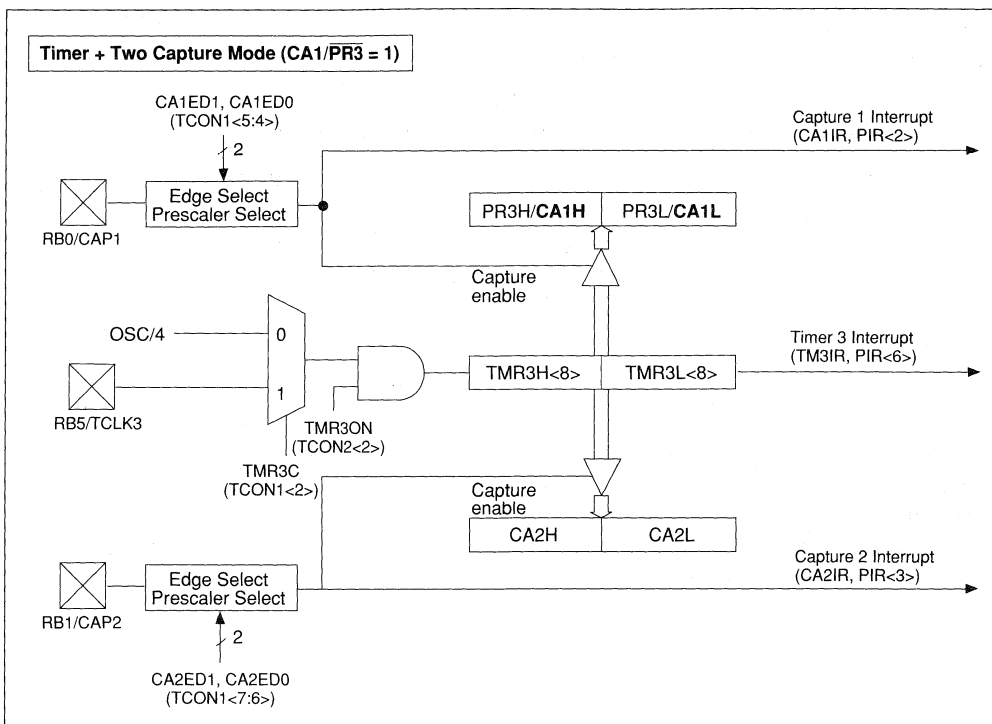 Timer + Two Capture Mode (CA1/PR3 = 1)
CA1ED1, CA1ED0
(TCON1<5:4>)
2
Capture 1 Interrupt
(CA1IR, PIR<2>)
Edge Select
Prescaler Select
RB0/CAP1
PR3H/CA1H
PR3L/CA1L
Capture
enable
OSC/4
0
1
RB5/TCLK3
TMR3H<8>
TMR3L<8>
Timer 3 Interrupt
(TM3IR, PIR<6>)
TMR3ON
(TCON2<2>)
TMR3C
(TCON1<2>)
Capture
enable
CA2H
CA2L
Capture 2 Interrupt
(CA2IR, PIR<3>)
Edge Select
Prescaler Select
RB1/CAP2
2
CA2ED1, CA2ED0
(TCON1<7:6>)